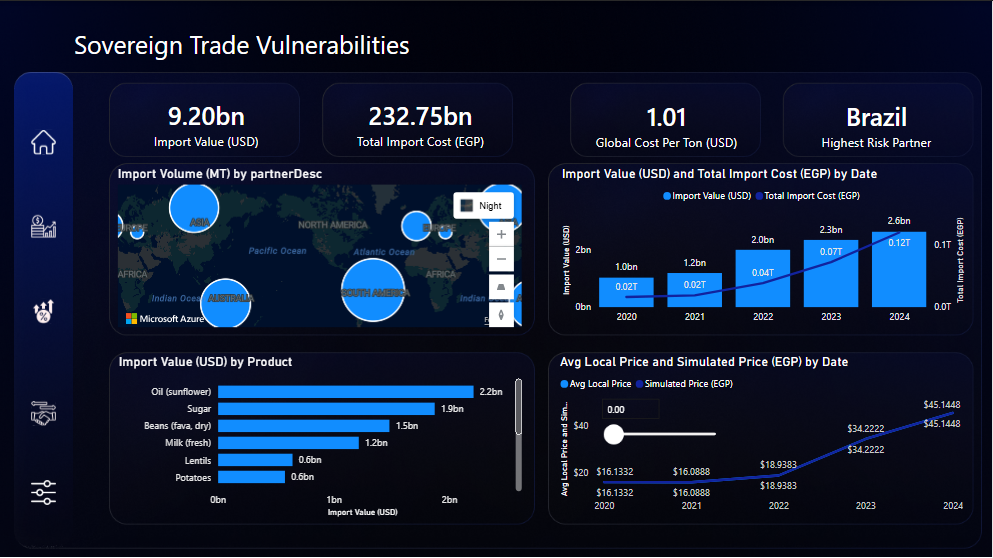 Sovereign Trade Vulnerabilities
9.20bn
Import Value (USD)
232.75bn
Total Import Cost (EGP)
1.01
Global Cost Per Ton (USD)
Brazil
Highest Risk Partner
Import Volume (MT) by partnerDesc
Night
ASIA
NORTH AMERICA
EUROPE
Pacific Ocean
Atlantic Ocean
AFRICA
AFRICA
Indian Oc
AUSTRALIA
SOUTH AMERICA
Indian
Microsoft Azure
Import Value (USD) and Total Import Cost (EGP) by Date
Import Value (USD) Total Import Cost (EGP)
Import Value (USD)
2bn
0bn
1.0bn
1.2bn
2.0bn
2.3bn
2.6bn
0.02T
0.02T
0.04T
0.07T
0.12T
0.1T
0.0T
Total Import Cost (EGP)
2020 2021 2022 2023 2024
Import Value (USD) by Product
Oil (sunflower) 2.2bn
Sugar 1.9bn
Beans (fava, dry) 1.5bn
Milk (fresh) 1.2bn
Lentils 0.6bn
Potatoes 0.6bn
0bn 1bn 2bn
Import Value (USD)
Avg Local Price and Simulated Price (EGP) by Date
Avg Local Price Simulated Price (EGP)
Avg Local Price and Sim...
0.00
$40
$20
$16.1332 $16.0888 $18.9383 $34.2222 $45.1448
$16.1332 $16.0888 $18.9383 $34.2222 $45.1448
2020 2021 2022 2023 2024